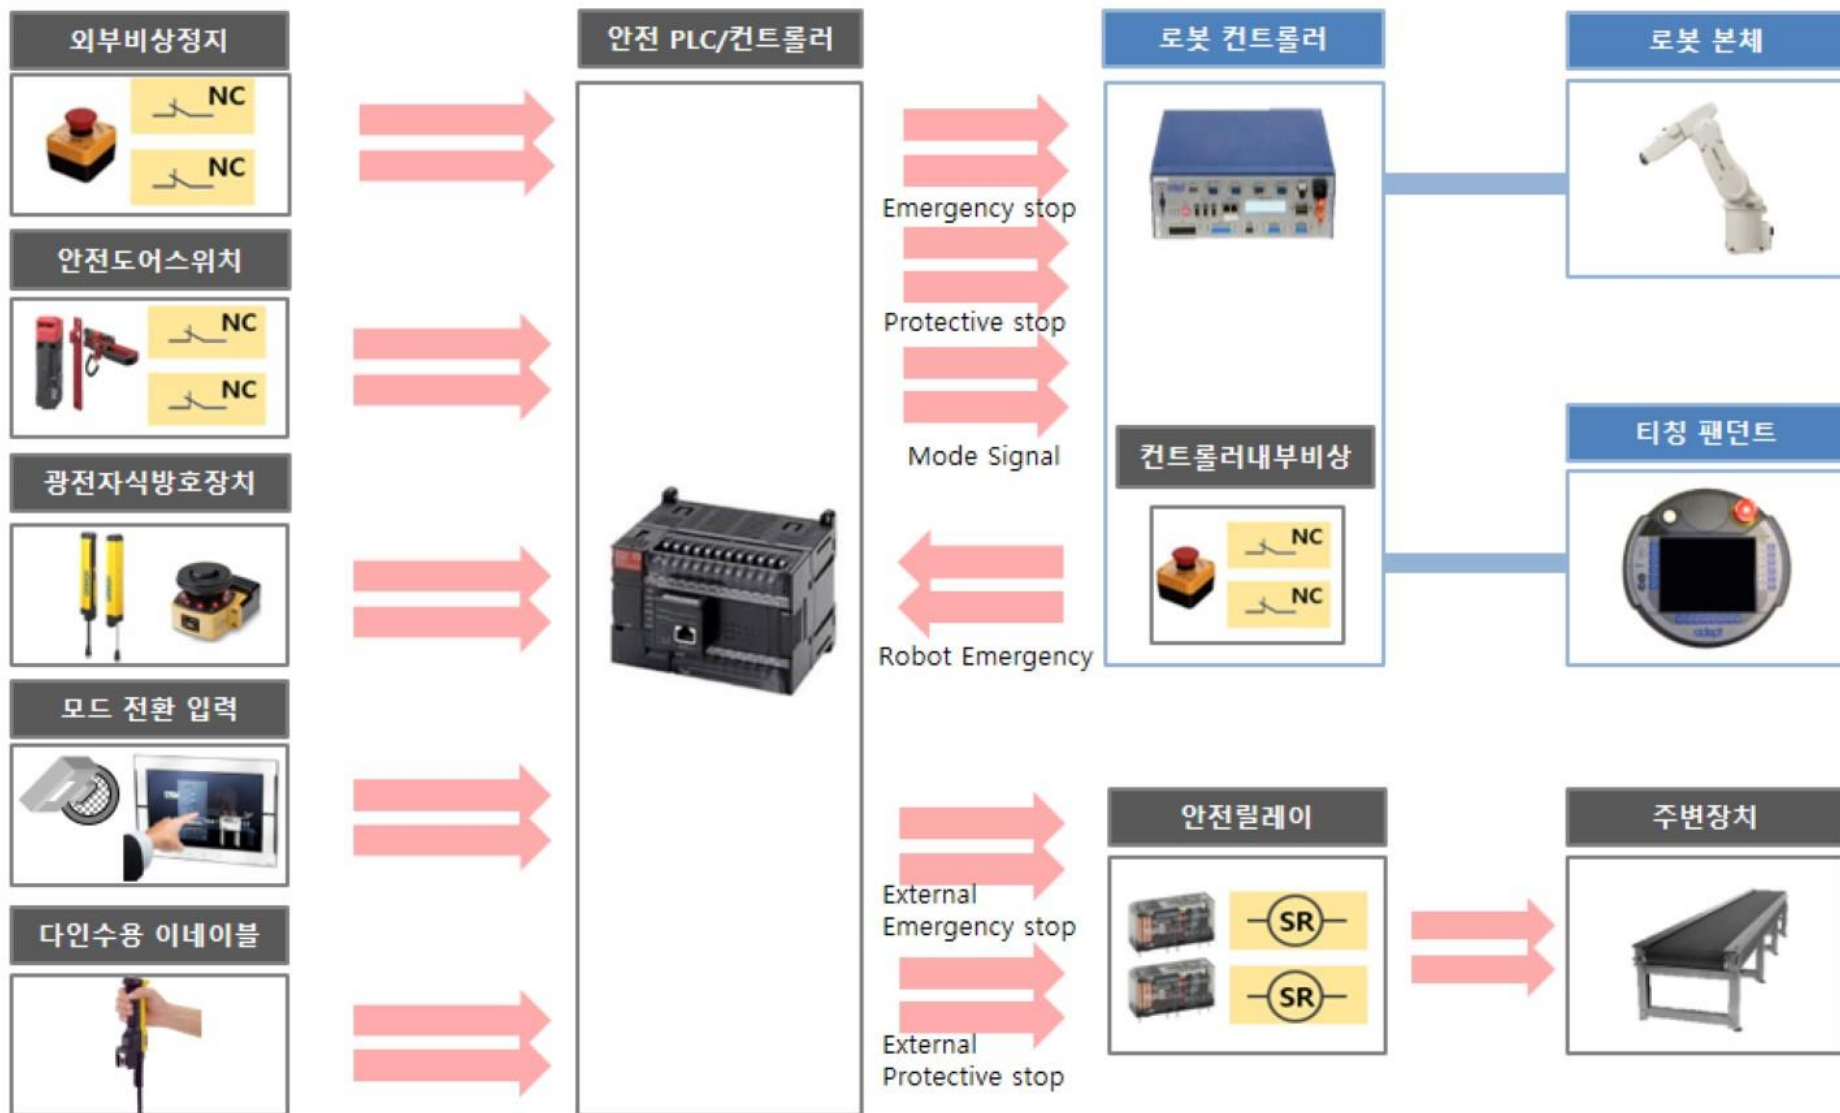 외부비상정지
NC
NC
안전도어스위치
NC
NC
광전자식방호장치
모드 전환 입력
다인수용 이네이블
안전 PLC/컨트롤러
Emergency stop
Protective stop
Mode Signal
Robot Emergency
External
Emergency stop
External
Protective stop
로봇 컨트롤러
컨트롤러내부비상
NC
NC
안전릴레이
SR
SR
로봇 본체
티칭 팬던트
adept
주변장치